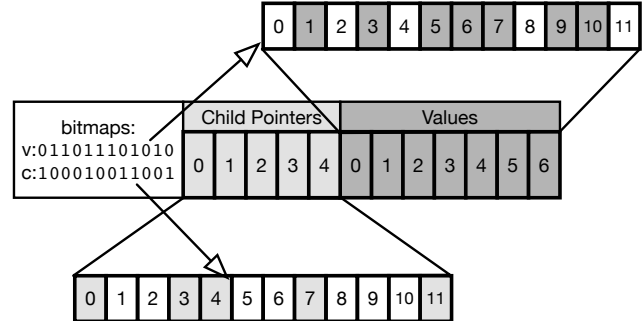 0 1 2 3 4 5 6 7 8 9 10 11
bitmaps:
v:011011101010
c:100010011001
Child Pointers
Values
0 1 2 3 4 0 1 2 3 4 5 6
0 1 2 3 4 5 6 7 8 9 10 11